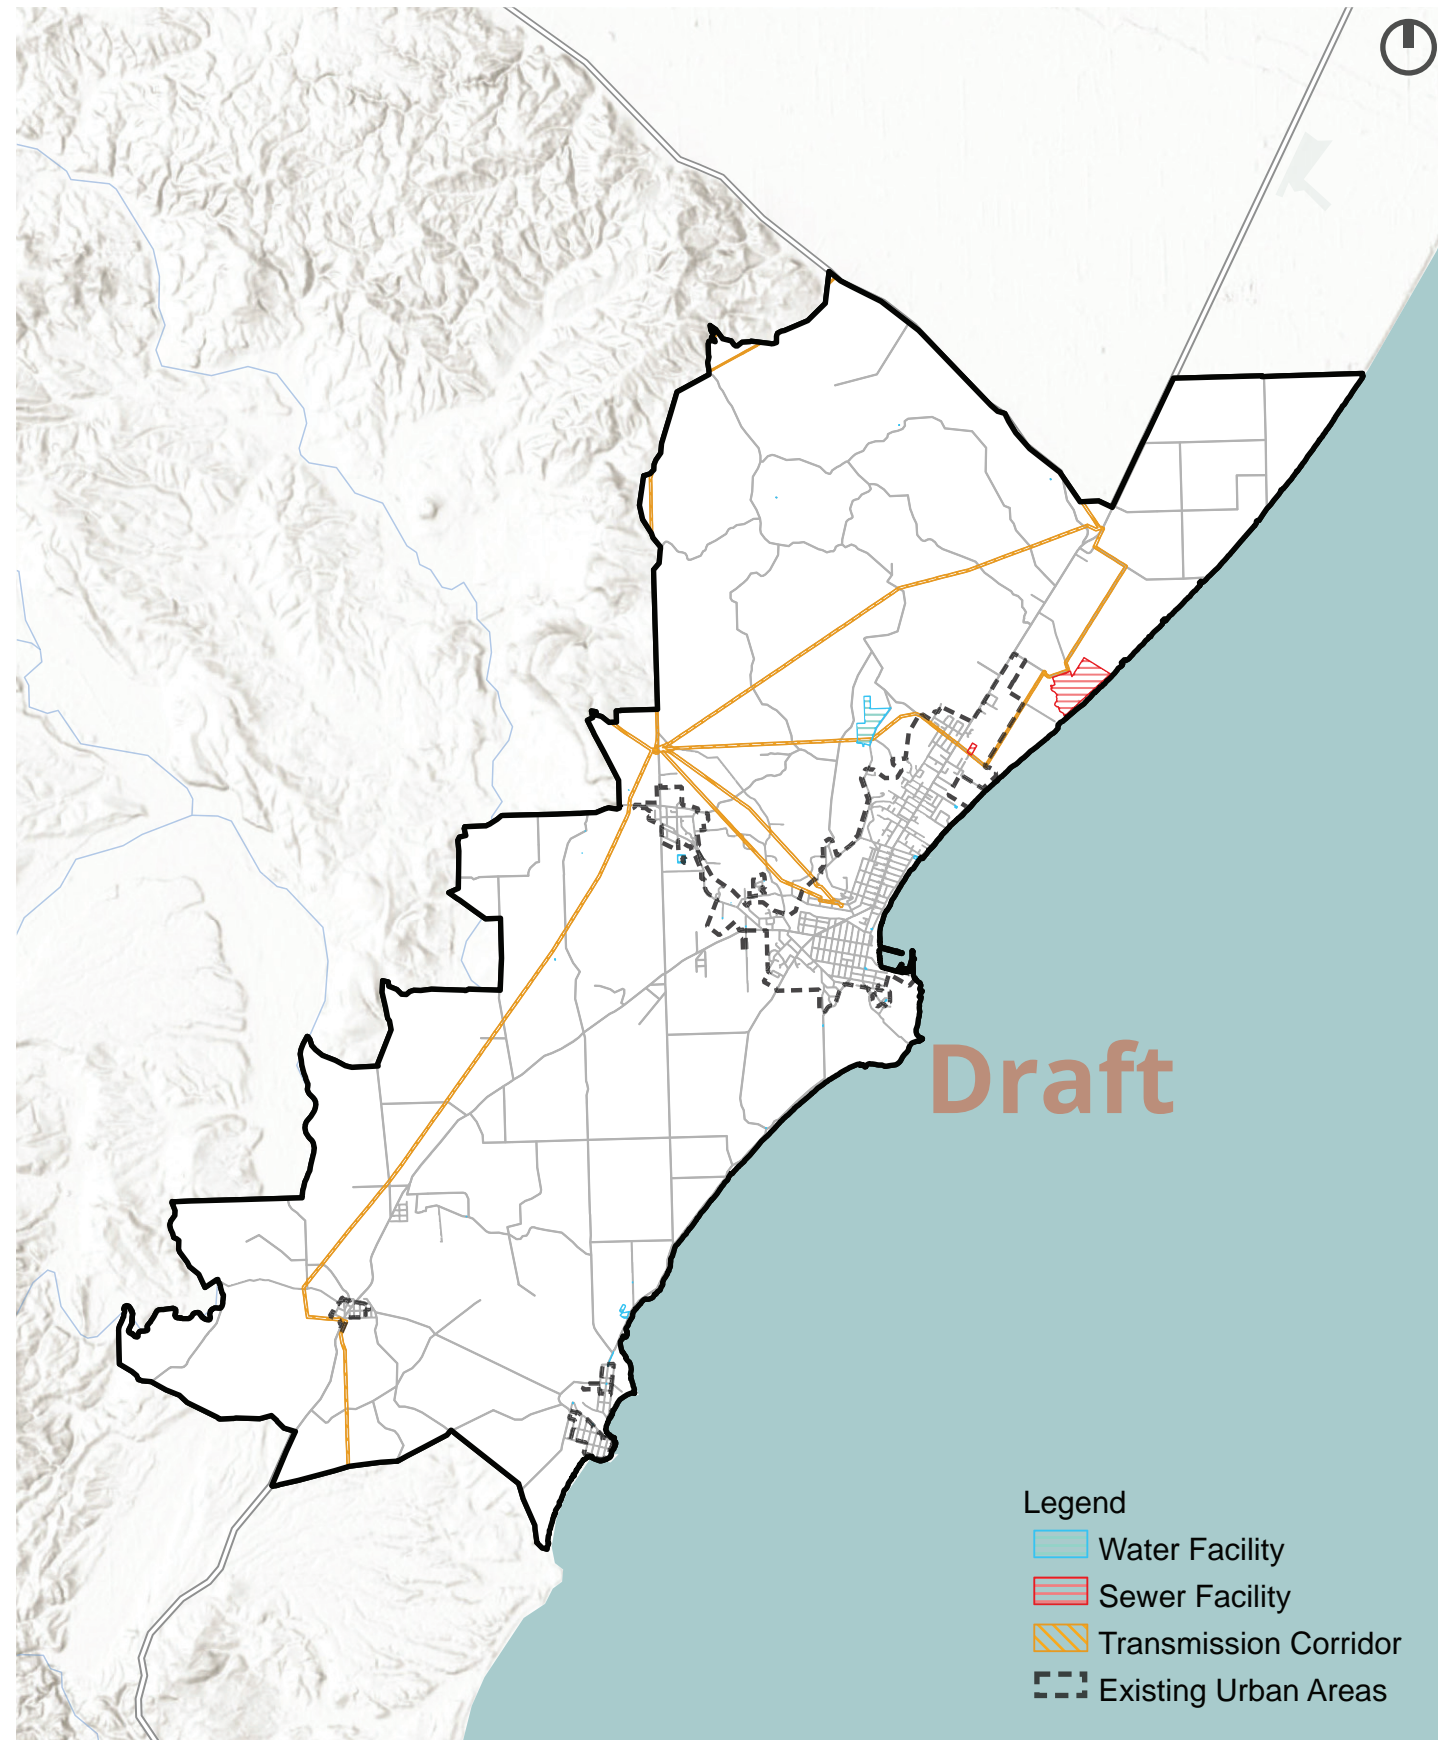 Draft
Legend
Water Facility
Sewer Facility
Transmission Corridor
Existing Urban Areas